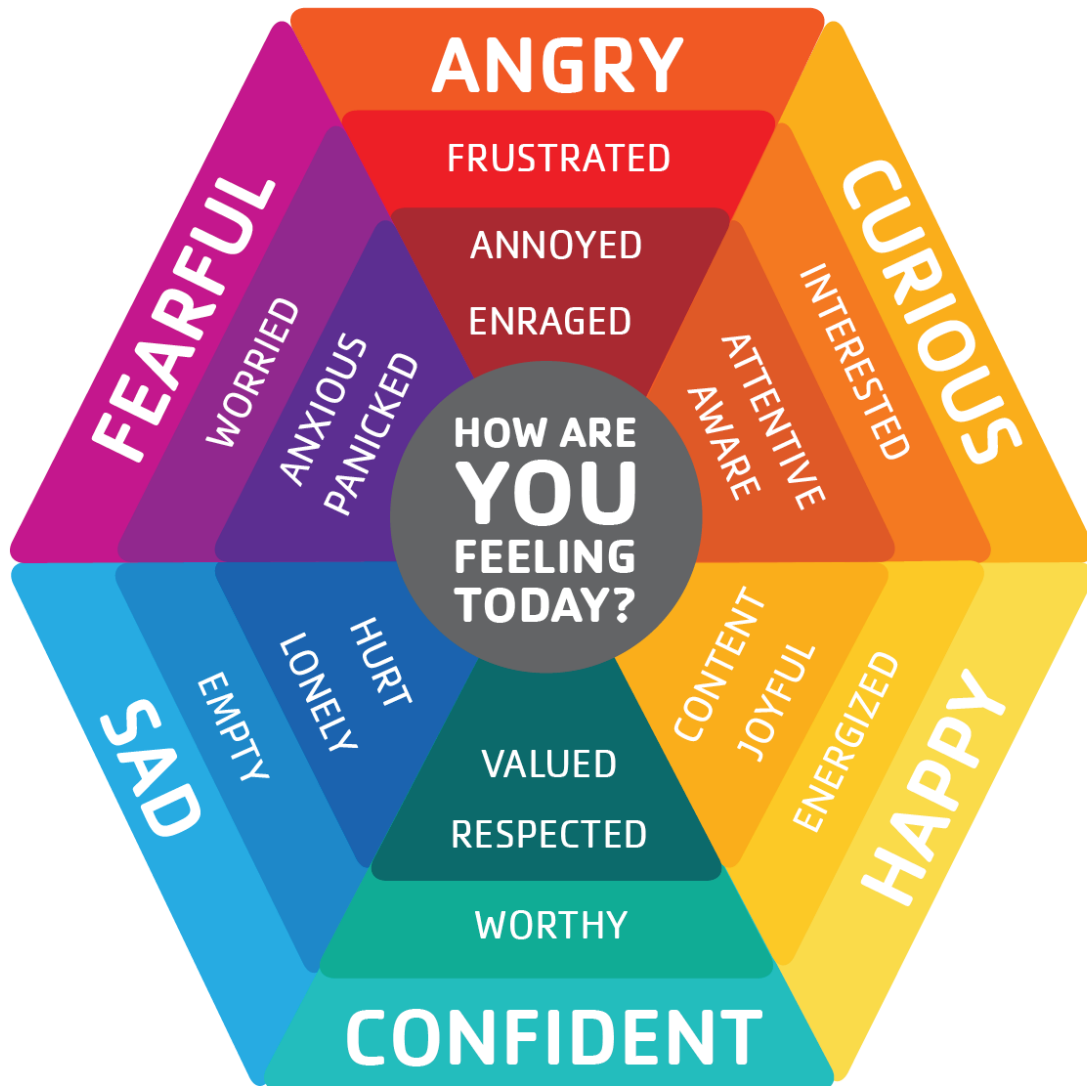 ANGRY
FRUSTRATED
ANNOYED
ENRAGED
CURIOUS
INTERESTED
ATTENTIVE
AWARE
HAPPY
ENERGIZED
JOYFUL
CONTENT
CONFIDENT
WORTHY
RESPECTED
VALUED
SAD
EMPTY
LONELY
HURT
FEARFUL
WORRIED
ANXIOUS
PANICKED
HOW ARE
YOU
FEELING
TODAY?